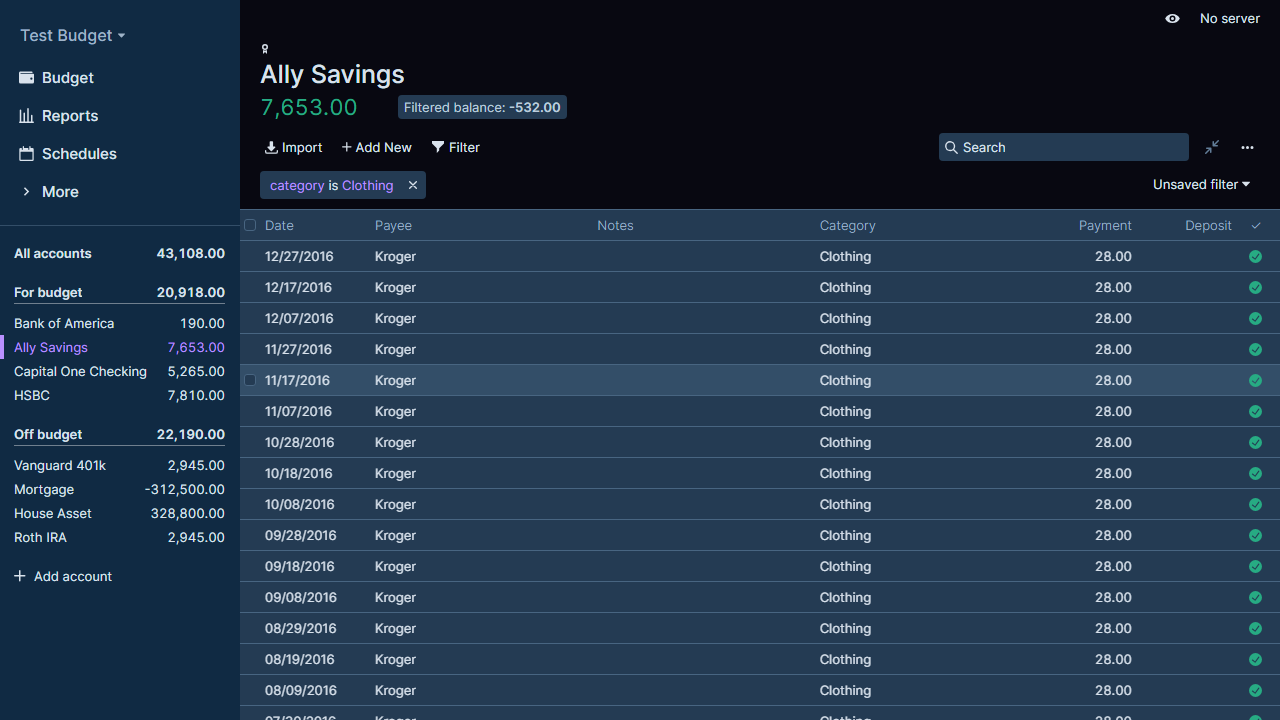 Test Budget
Budget
Reports
Schedules
More
All accounts 43,108.00
For budget 20,918.00
Bank of America 190.00
Ally Savings 7,653.00
Capital One Checking 5,265.00
HSBC 7,810.00
Off budget 22,190.00
Vanguard 401k 2,945.00
Mortgage -312,500.00
House Asset 328,800.00
Roth IRA 2,945.00
Add account
No server
Ally Savings
7,653.00 Filtered balance: -532.00
Import Add New Filter Search
category is Clothing Unsaved filter
Date Payee Notes Category Payment Deposit
12/27/2016 Kroger Clothing 28.00
12/17/2016 Kroger Clothing 28.00
12/07/2016 Kroger Clothing 28.00
11/27/2016 Kroger Clothing 28.00
11/17/2016 Kroger Clothing 28.00
11/07/2016 Kroger Clothing 28.00
10/28/2016 Kroger Clothing 28.00
10/18/2016 Kroger Clothing 28.00
10/08/2016 Kroger Clothing 28.00
09/28/2016 Kroger Clothing 28.00
09/18/2016 Kroger Clothing 28.00
09/08/2016 Kroger Clothing 28.00
08/29/2016 Kroger Clothing 28.00
08/19/2016 Kroger Clothing 28.00
08/09/2016 Kroger Clothing 28.00
07/30/2016 Kroger Clothing 28.00